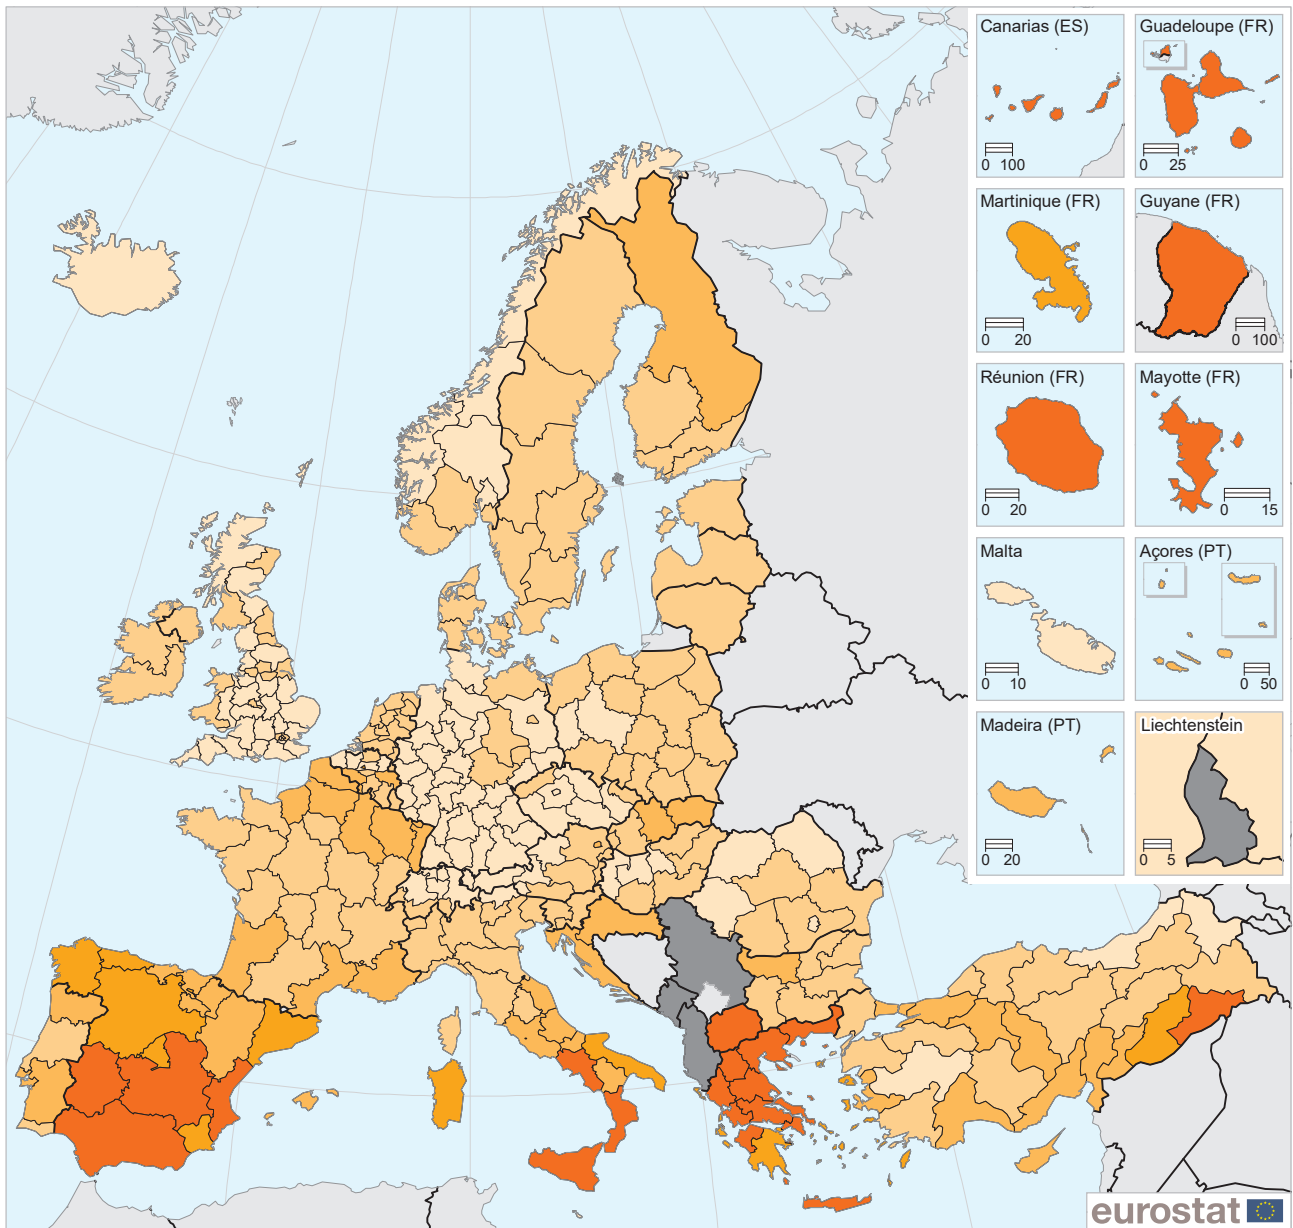 Canarias (ES)
0 100
Guadeloupe (FR)
0 25
Martinique (FR)
0 20
Guyane (FR)
0 100
Réunion (FR)
0 20
Mayotte (FR)
0 15
Malta
0 10
Açores (PT)
0 50
Madeira (PT)
0 20
Liechtenstein
0 5
eurostat